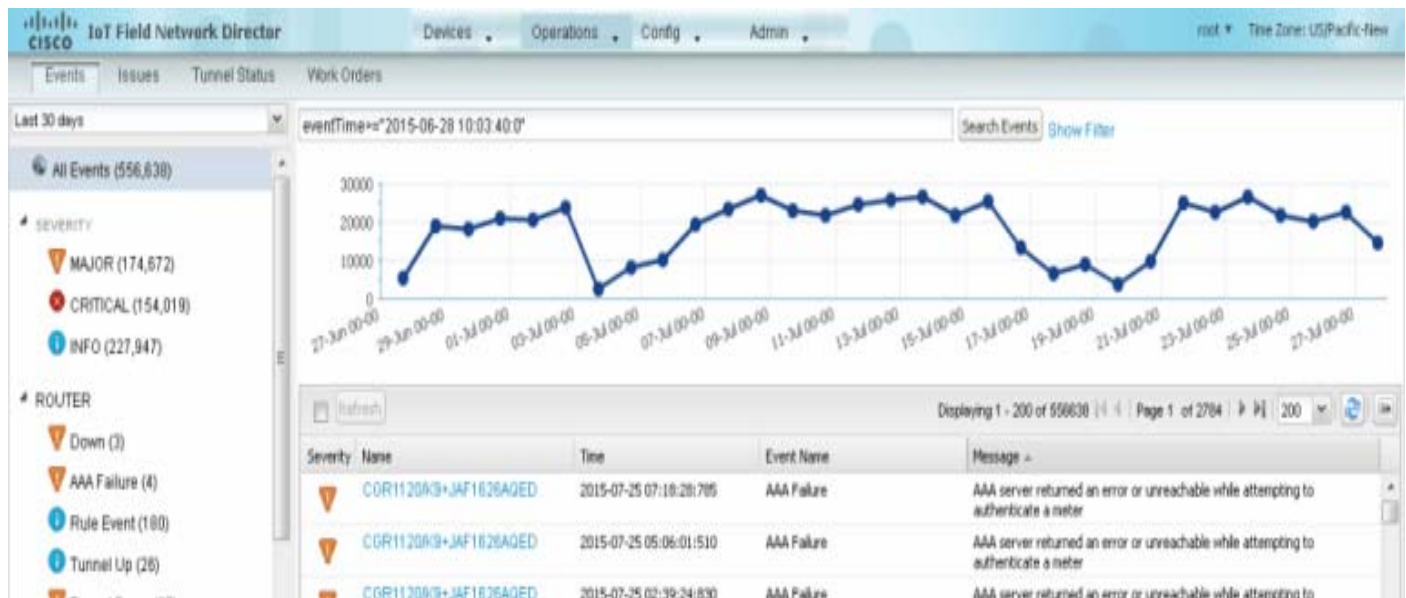 CISCO IoT Field Network Director
Devices Operations Config Admin
root Time Zone: US/Pacific-New
Events Issues Tunnel Status Work Orders
Last 30 days
eventTime>="2015-06-28 10:03:40:0"
Search Events Show Filter
All Events (556,638)
SEVERITY
MAJOR (174,672)
CRITICAL (154,019)
INFO (227,947)
ROUTER
Down (3)
AAA Failure (4)
Rule Event (180)
Tunnel Up (26)
30000
20000
10000
0
27-Jun 00-00
29-Jun 00-00
01-Jul 00-00
03-Jul 00-00
05-Jul 00-00
07-Jul 00-00
09-Jul 00-00
11-Jul 00-00
13-Jul 00-00
15-Jul 00-00
17-Jul 00-00
19-Jul 00-00
21-Jul 00-00
23-Jul 00-00
25-Jul 00-00
27-Jul 00-00
Refresh
Displaying 1 - 200 of 556638 Page 1 of 2784 200
Severity Name Time Event Name Message
CGR1120/K9+JAF1626AQED 2015-07-25 07:18:28:785 AAA Failure AAA server returned an error or unreachable while attempting to
authenticate a meter
CGR1120/K9+JAF1626AQED 2015-07-25 05:06:01:510 AAA Failure AAA server returned an error or unreachable while attempting to
authenticate a meter
CGR1120/K9+JAF1626AQED 2015-07-25 02:39:24:830 AAA Failure AAA server returned an error or unreachable while attempting to